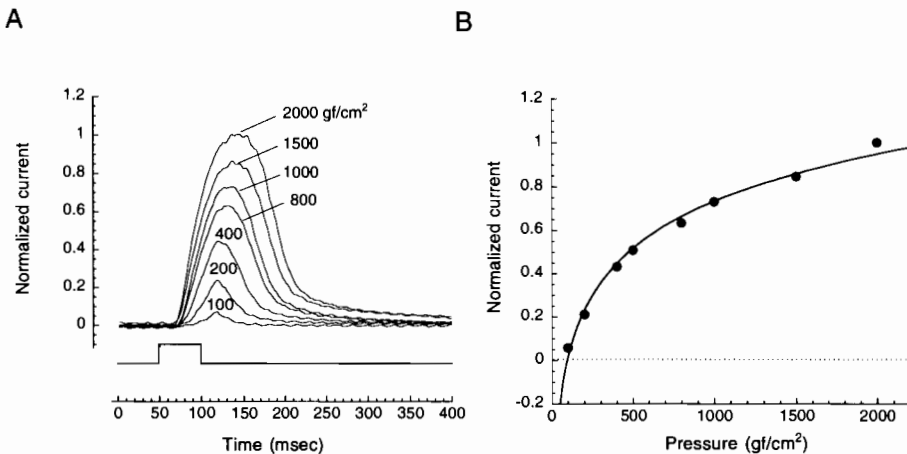 A
Normalized current
1.2
1
0.8
0.6
0.4
0.2
0
2000 gf/cm²
1500
1000
800
400
200
100
0 50 100 150 200 250 300 350 400
Time (msec)
B
Normalized current
1.2
1
0.8
0.6
0.4
0.2
0
-0.2
0 500 1000 1500 2000
Pressure (gf/cm²)